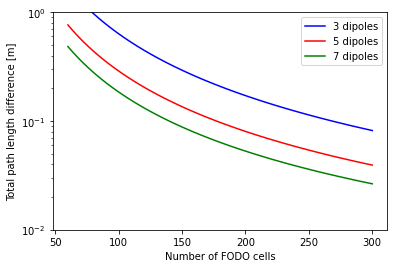 10⁰
10⁻¹
10⁻²
Total path length difference [m]
3 dipoles
5 dipoles
7 dipoles
50 100 150 200 250 300
Number of FODO cells